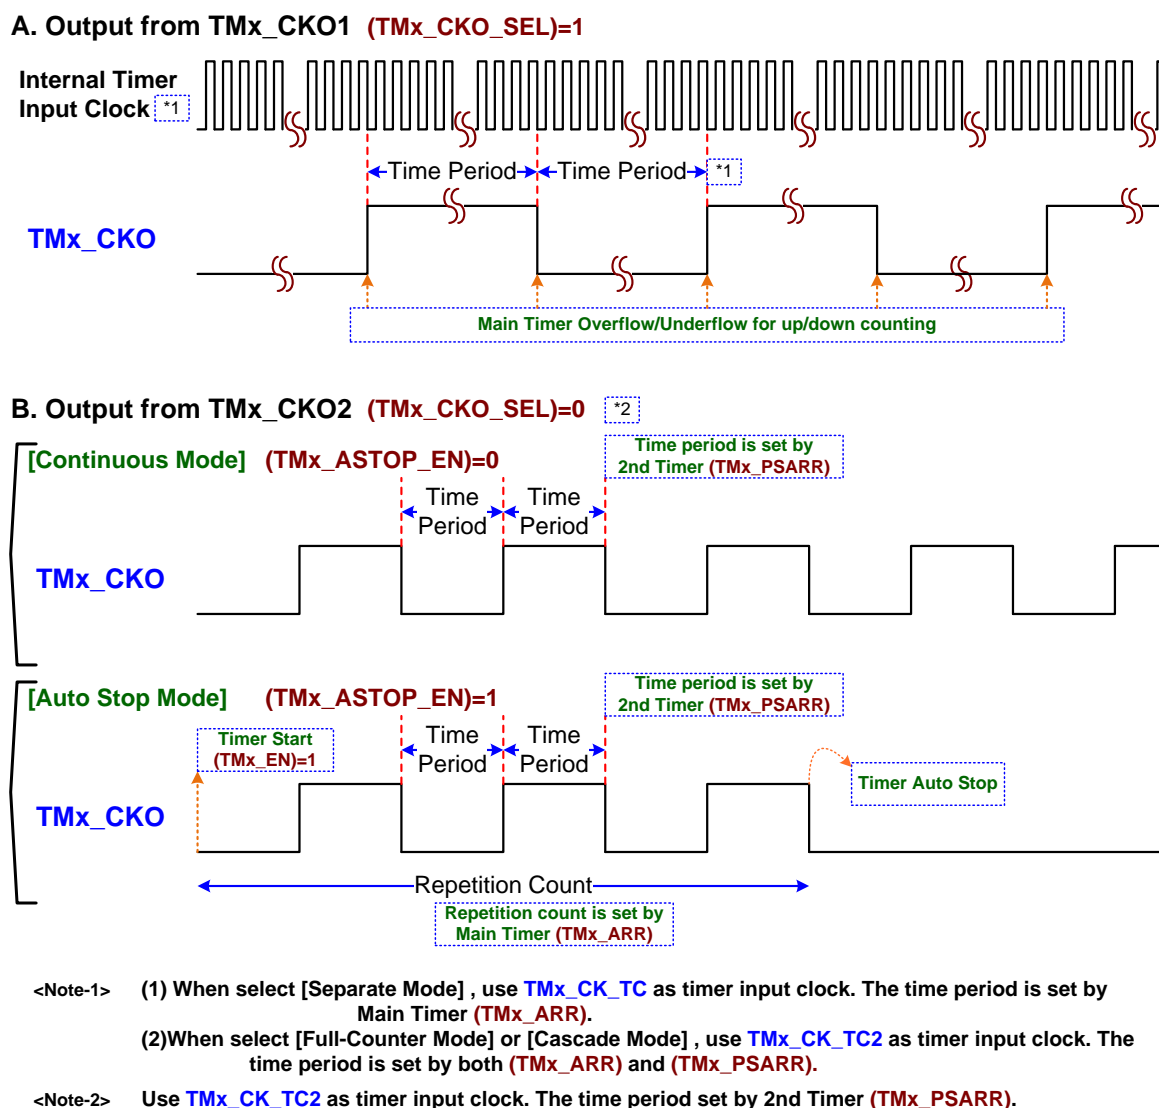 A. Output from TMx_CKO1 (TMx_CKO_SEL)=1
Internal Timer
Input Clock *1
Time Period Time Period *1
TMx_CKO
Main Timer Overflow/Underflow for up/down counting
B. Output from TMx_CKO2 (TMx_CKO_SEL)=0 *2
[Continuous Mode] (TMx_ASTOP_EN)=0
Time period is set by
2nd Timer (TMx_PSARR)
Time
Period
Time
Period
TMx_CKO
[Auto Stop Mode] (TMx_ASTOP_EN)=1
Time period is set by
2nd Timer (TMx_PSARR)
Timer Start
(TMx_EN)=1
Time
Period
Time
Period
Timer Auto Stop
TMx_CKO
Repetition Count
Repetition count is set by
Main Timer (TMx_ARR)
<Note-1> (1) When select [Separate Mode] , use TMx_CK_TC as timer input clock. The time period is set by
Main Timer (TMx_ARR).
(2)When select [Full-Counter Mode] or [Cascade Mode] , use TMx_CK_TC2 as timer input clock. The
time period is set by both (TMx_ARR) and (TMx_PSARR).
<Note-2> Use TMx_CK_TC2 as timer input clock. The time period set by 2nd Timer (TMx_PSARR).